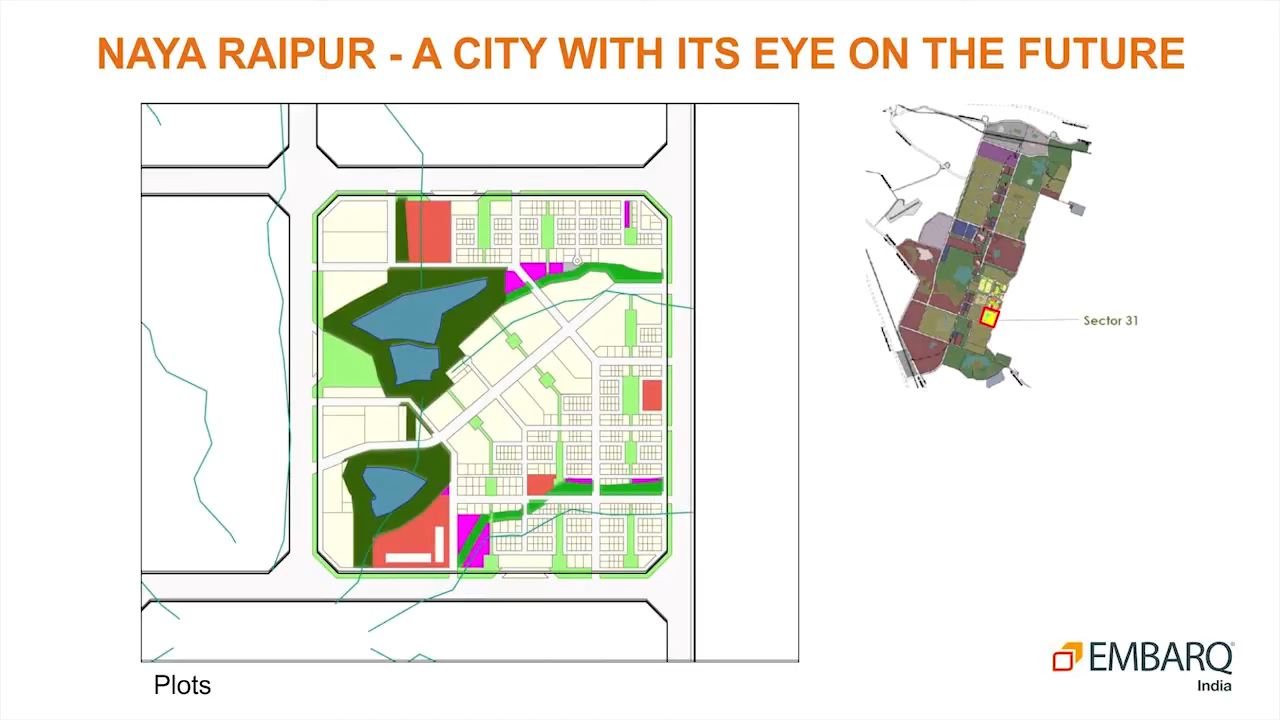 NAYA RAIPUR - A CITY WITH ITS EYE ON THE FUTURE
Sector 31
Plots
EMBARQ®
India